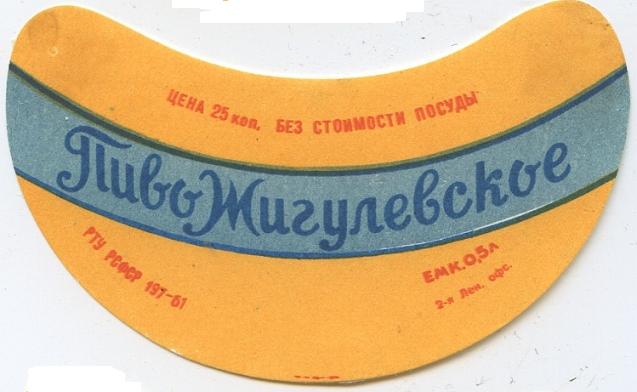 ЦЕНА 25 коп. БЕЗ СТОИМОСТИ ПОСУДЫ
Пиво Жигулевское
РТУ РСФСР 197-61
ЕМК. 0,5л
2-я Лен. офс.